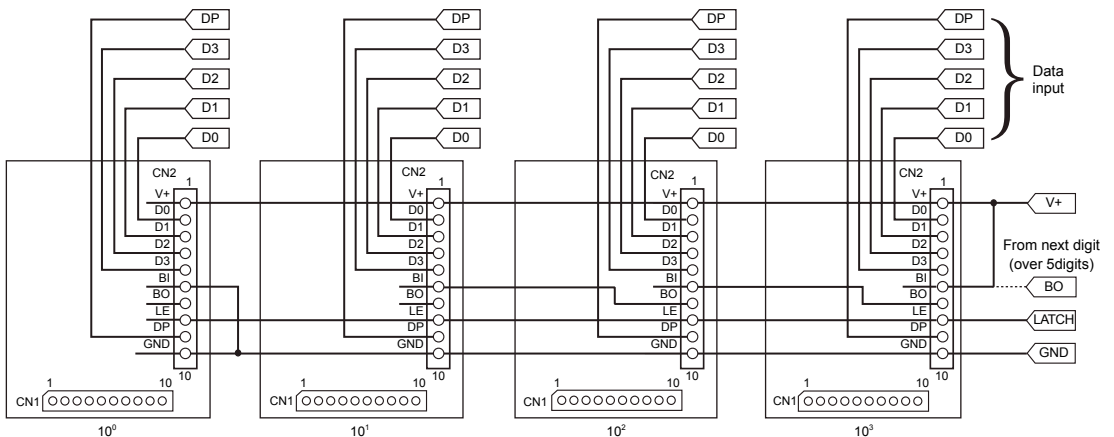 DP DP DP DP
D3 D3 D3 D3
D2 D2 D2 D2
Data
input
D1 D1 D1 D1
D0 D0 D0 D0
CN2 1 CN2 1 CN2 1 CN2 1
V+ V+ V+ V+ V+
D0 D0 D0 D0
D1 D1 D1 D1
D2 D2 D2 D2
From next digit
(over 5digits)
D3 D3 D3 D3
BI BI BI BI BO
BO BO BO BO
LE LE LE LE LATCH
DP DP DP DP
GND GND GND GND GND
10 10 10 10
1 10 1 10 1 10 1 10
CN1 CN1 CN1 CN1
10⁰ 10¹ 10² 10³